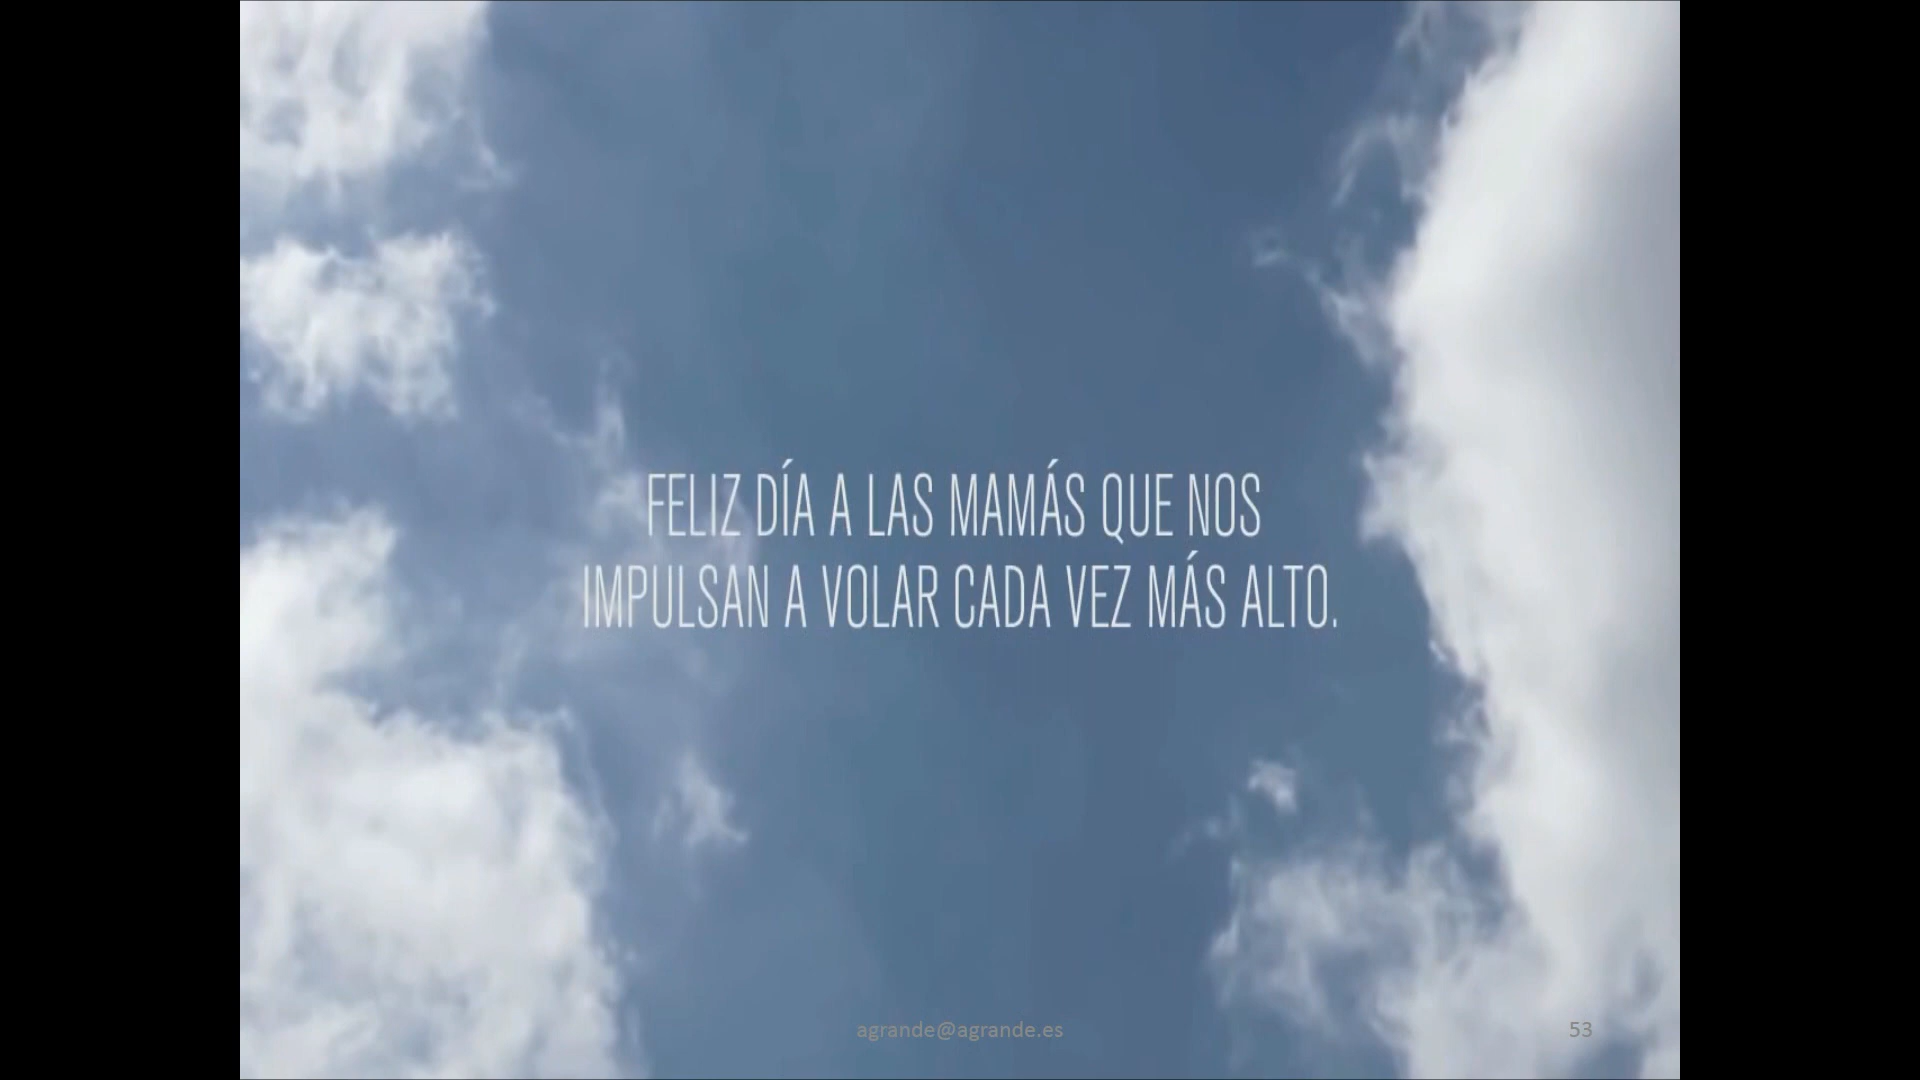 FELIZ DÍA A LAS MAMÁS QUE NOS
IMPULSAN A VOLAR CADA VEZ MÁS ALTO.
agrande@agrande.es
53